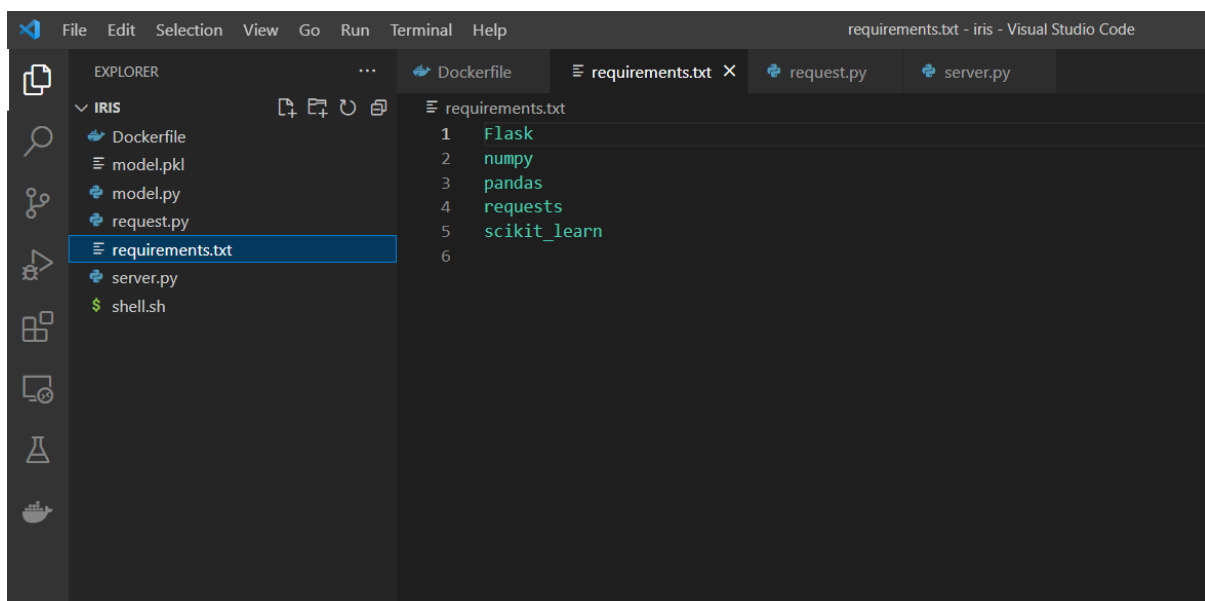 File Edit Selection View Go Run Terminal Help requirements.txt - iris - Visual Studio Code
EXPLORER ...
IRIS
Dockerfile
model.pkl
model.py
request.py
requirements.txt
server.py
$ shell.sh
Dockerfile requirements.txt request.py server.py
requirements.txt
1 Flask
2 numpy
3 pandas
4 requests
5 scikit_learn
6